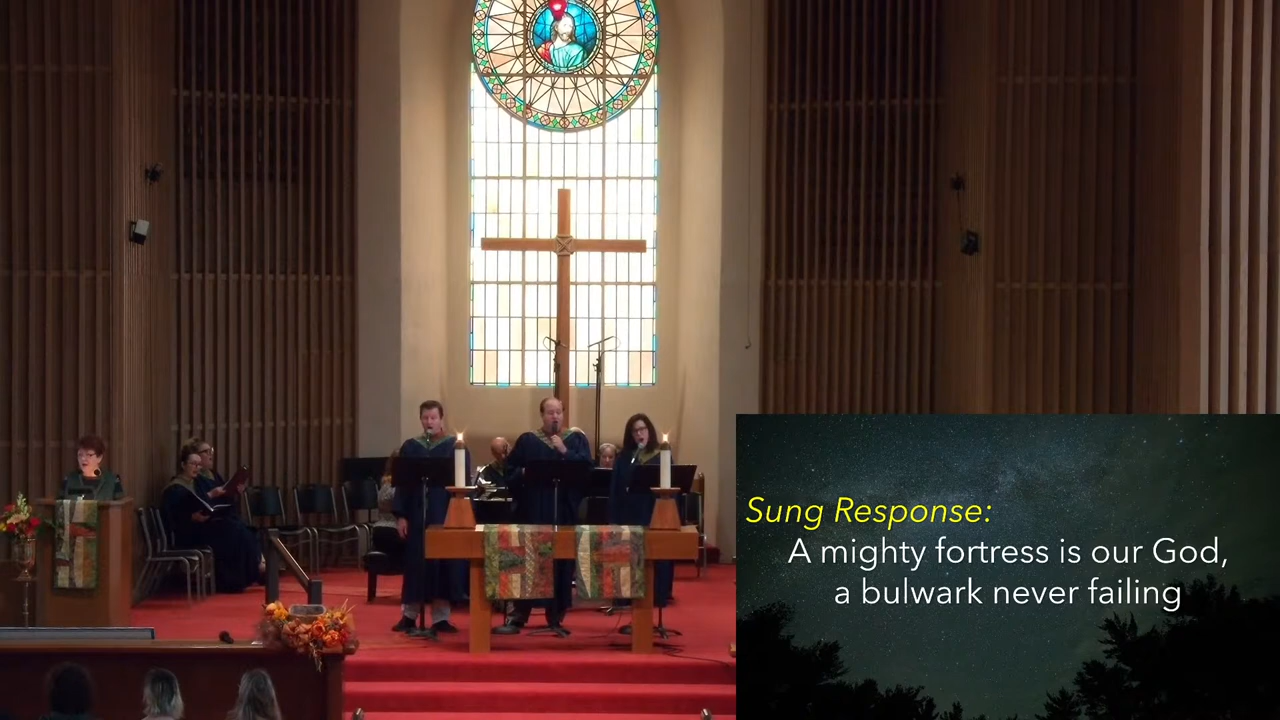 Sung Response:
A mighty fortress is our God,
a bulwark never failing